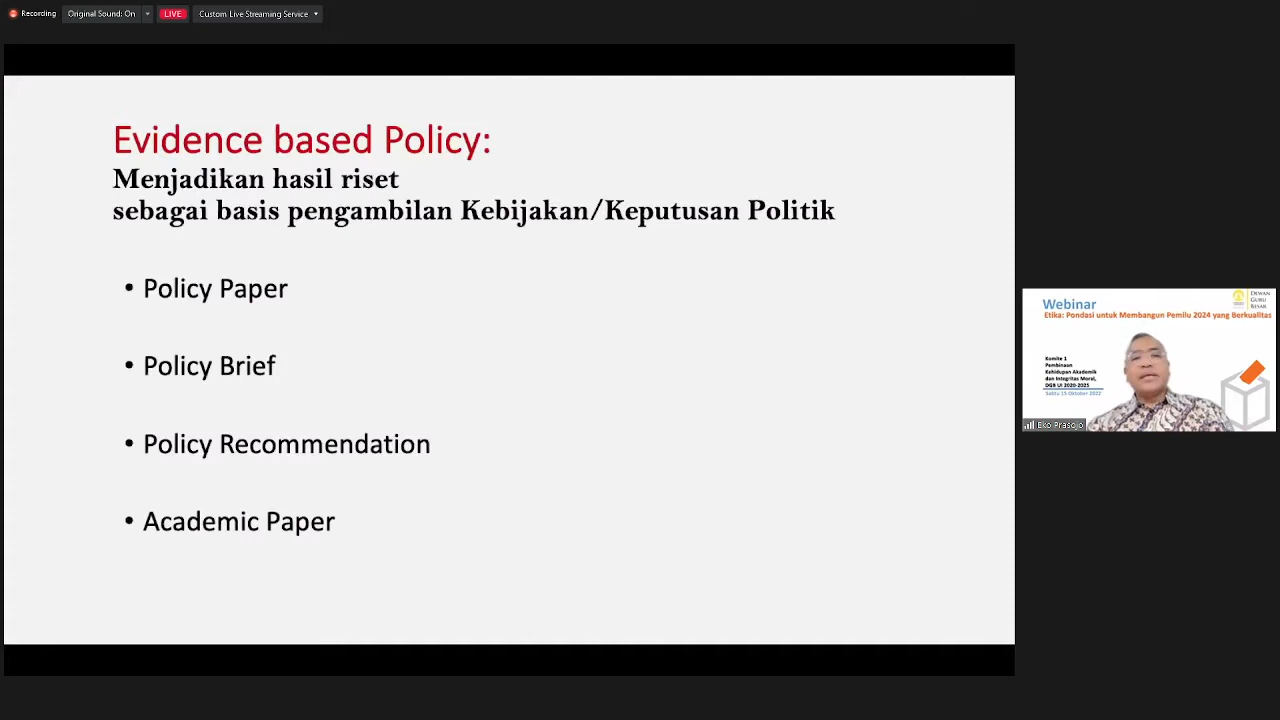 Recording
Original Sound: On
LIVE
Custom Live Streaming Service
Evidence based Policy:
Menjadikan hasil riset
sebagai basis pengambilan Kebijakan/Keputusan Politik
• Policy Paper
• Policy Brief
• Policy Recommendation
• Academic Paper
Webinar
Etika: Pondasi untuk Membangun Pemilu 2024 yang Berkualitas
DEWAN
GURU
BESAR
Komite 1
Pembinaan
Kehidupan Akademik
dan Integritas Moral,
DGB UI 2020-2025
Sabtu 15 Oktober 2022
Eko Prasojo